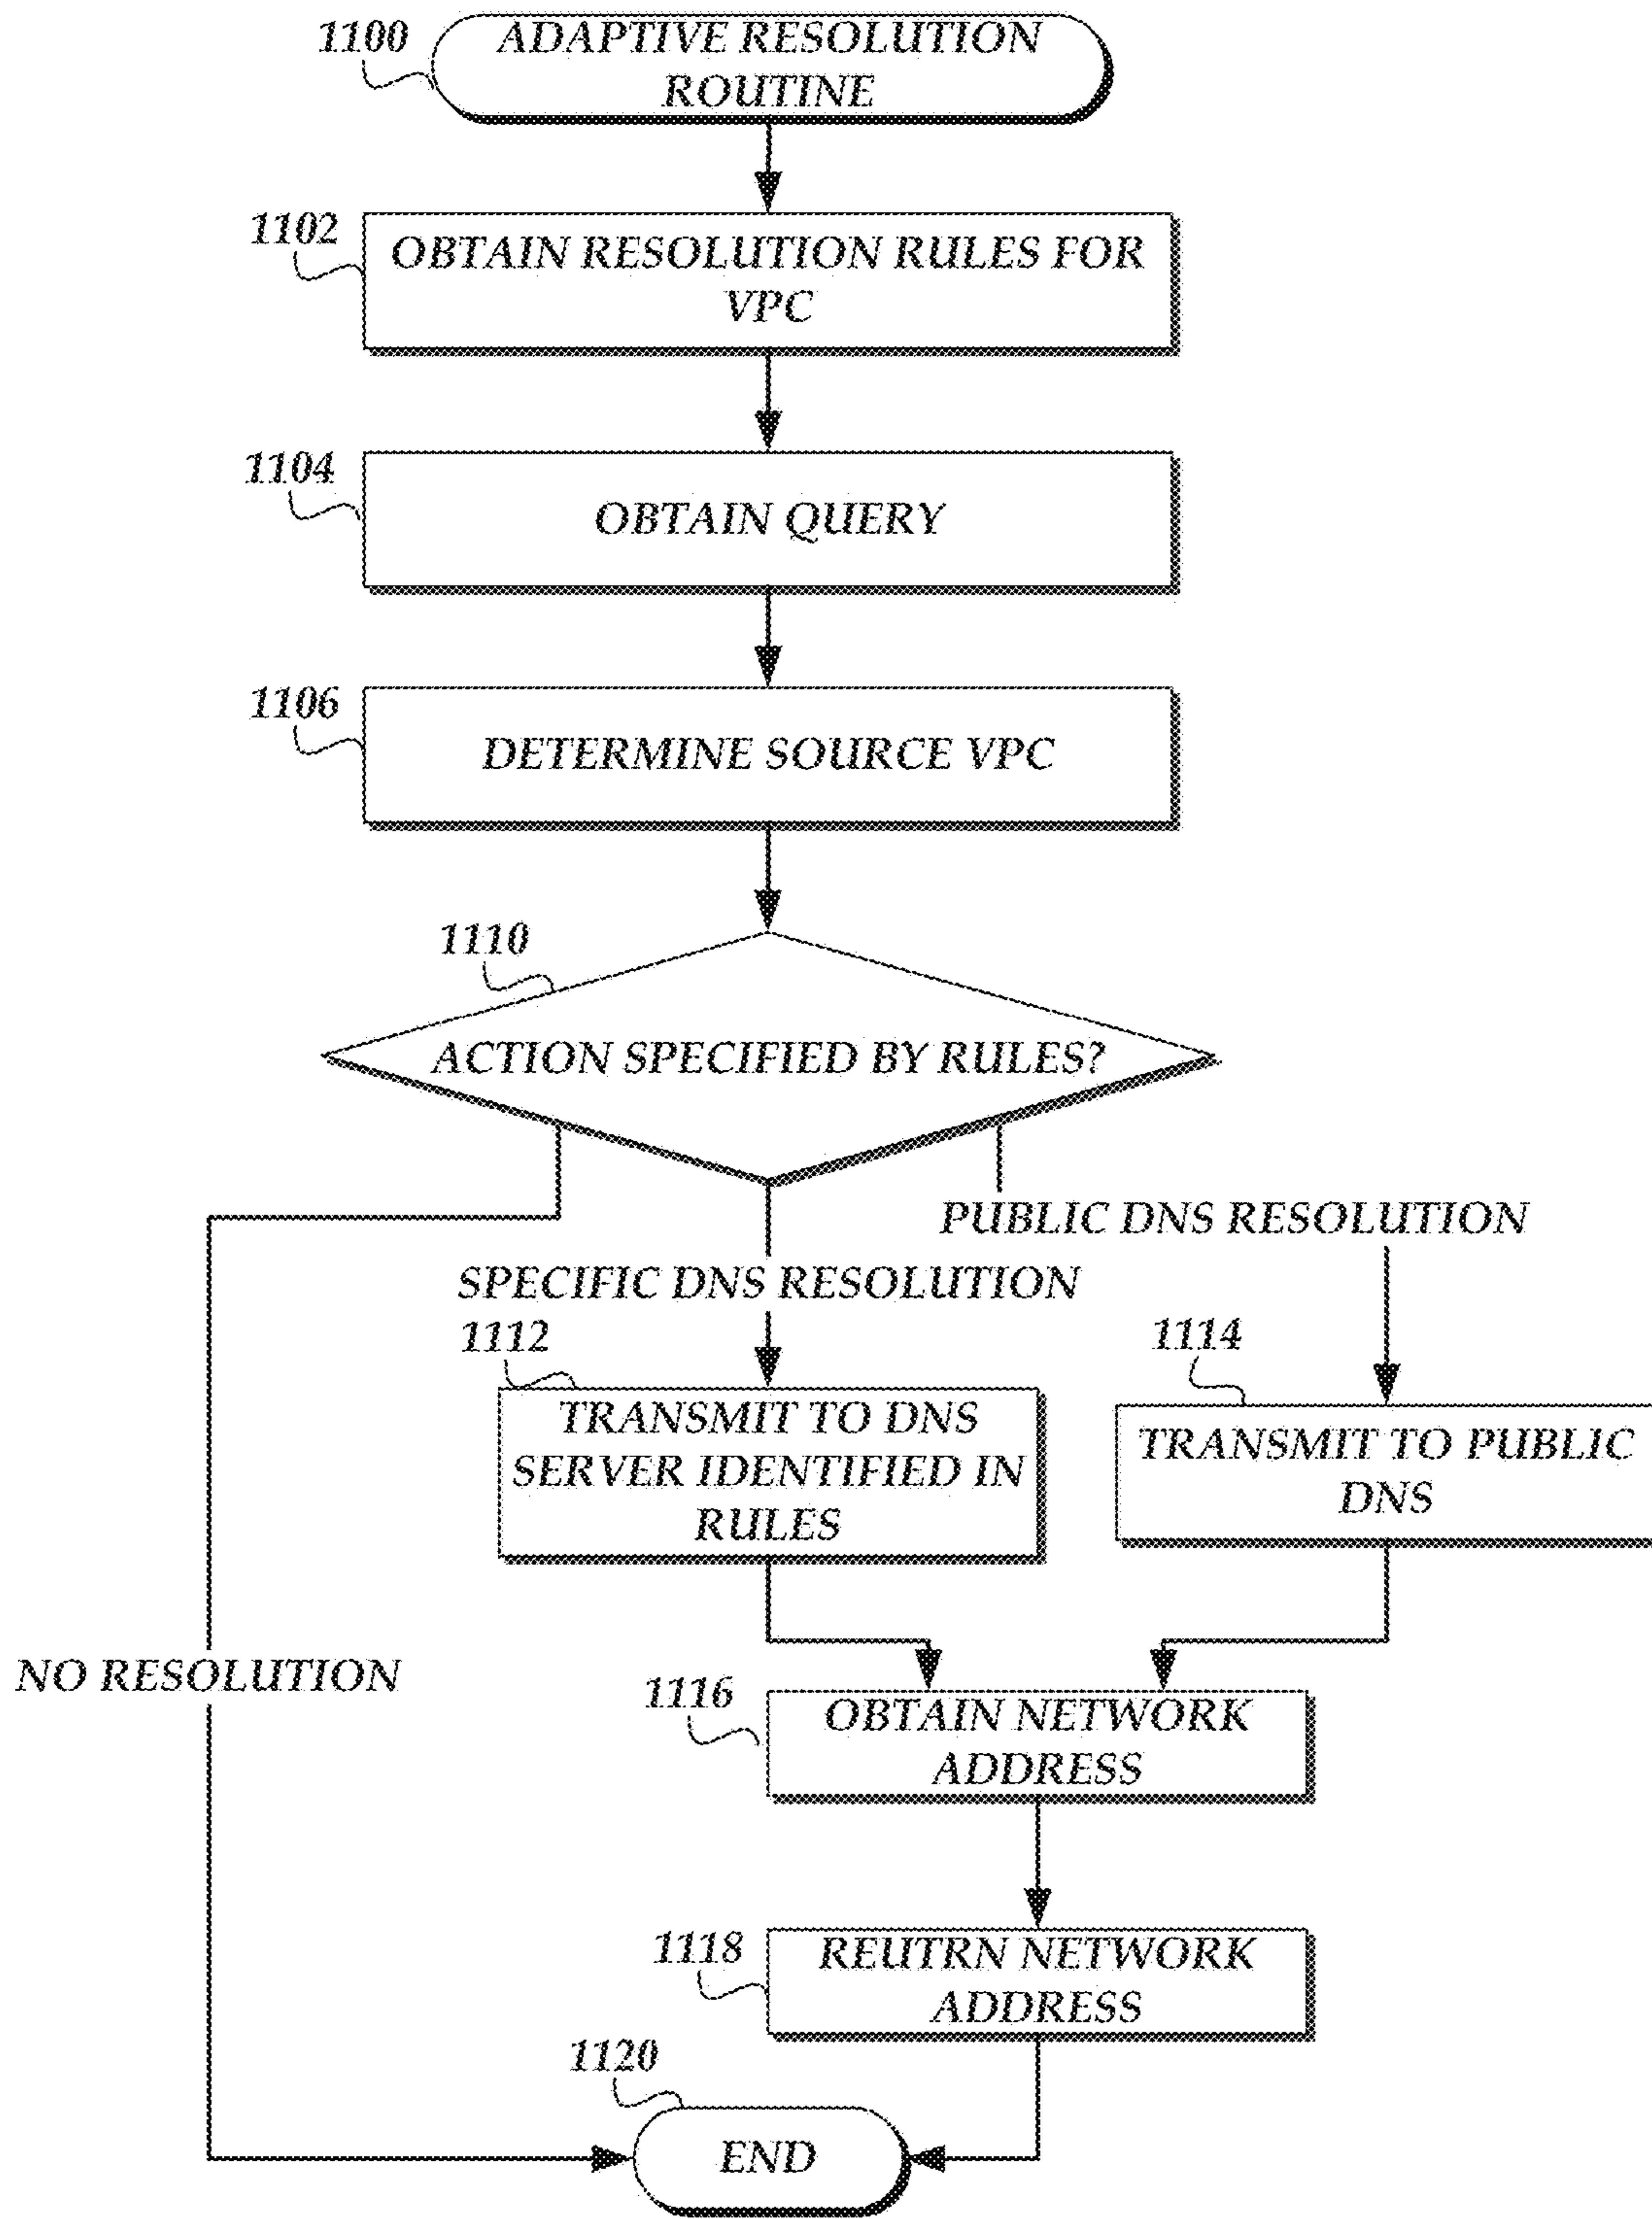 1100
ADAPTIVE RESOLUTION
ROUTINE
1102
OBTAIN RESOLUTION RULES FOR
VPC
1104
OBTAIN QUERY
1106
DETERMINE SOURCE VPC
1110
ACTION SPECIFIED BY RULES?
PUBLIC DNS RESOLUTION
SPECIFIC DNS RESOLUTION
1112
TRANSMIT TO DNS
SERVER IDENTIFIED IN
RULES
1114
TRANSMIT TO PUBLIC
DNS
NO RESOLUTION
1116
OBTAIN NETWORK
ADDRESS
1118
REUTRN NETWORK
ADDRESS
1120
END